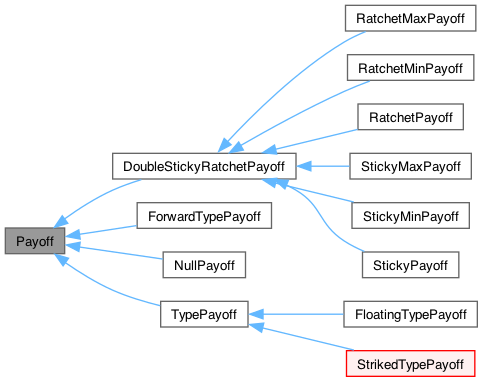 RatchetMaxPayoff
RatchetMinPayoff
RatchetPayoff
DoubleStickyRatchetPayoff
StickyMaxPayoff
ForwardTypePayoff
StickyMinPayoff
Payoff
NullPayoff
StickyPayoff
TypePayoff
FloatingTypePayoff
StrikedTypePayoff